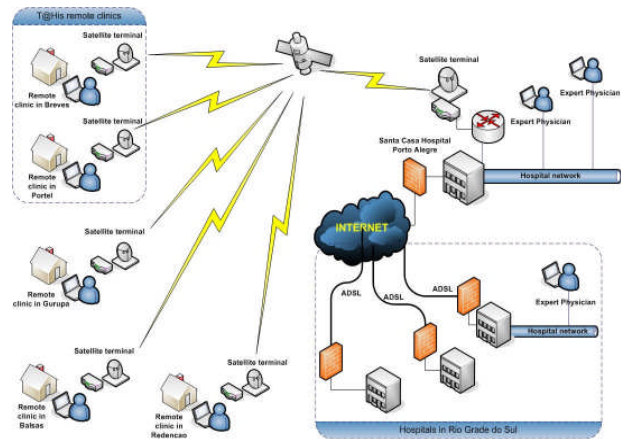 T@His remote clinics
Satellite terminal
Remote
clinic in Breves
Satellite terminal
Remote
clinic in
Portel
Satellite terminal
Remote
clinic in Gurupa
Satellite terminal
Remote
clinic in
Balsas
Satellite terminal
Remote
clinic in
Redencao
Satellite terminal
Expert Physician
Expert Physician
Santa Casa Hospital
Porto Alegre
Hospital network
INTERNET
ADSL
ADSL
ADSL
Expert Physician
Hospital network
Hospitals in Rio Grade do Sul